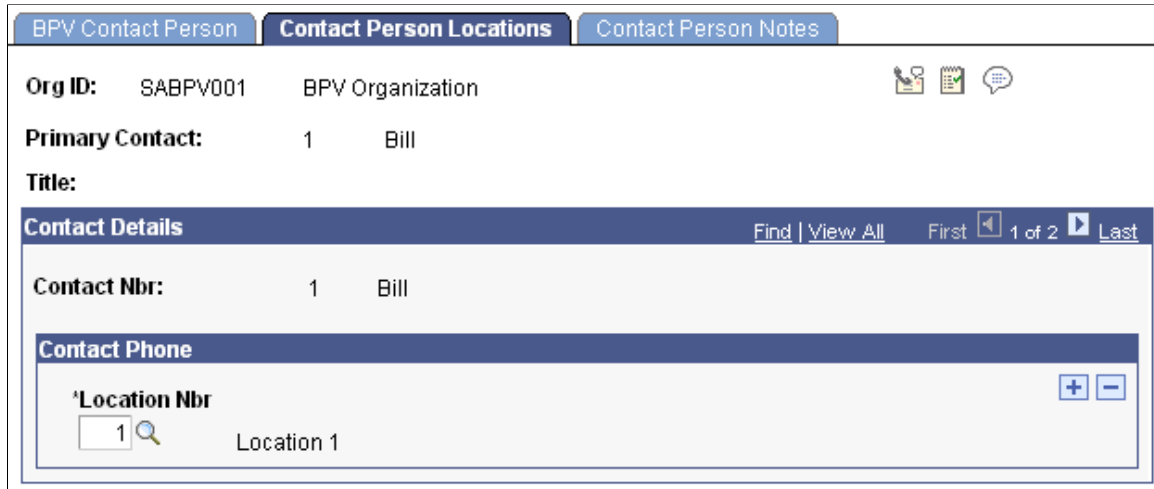 BPV Contact Person Contact Person Locations Contact Person Notes
Org ID: SABPV001 BPV Organization
Primary Contact: 1 Bill
Title:
Contact Details Find | View All First 1 of 2 Last
Contact Nbr: 1 Bill
Contact Phone
*Location Nbr
1 Location 1